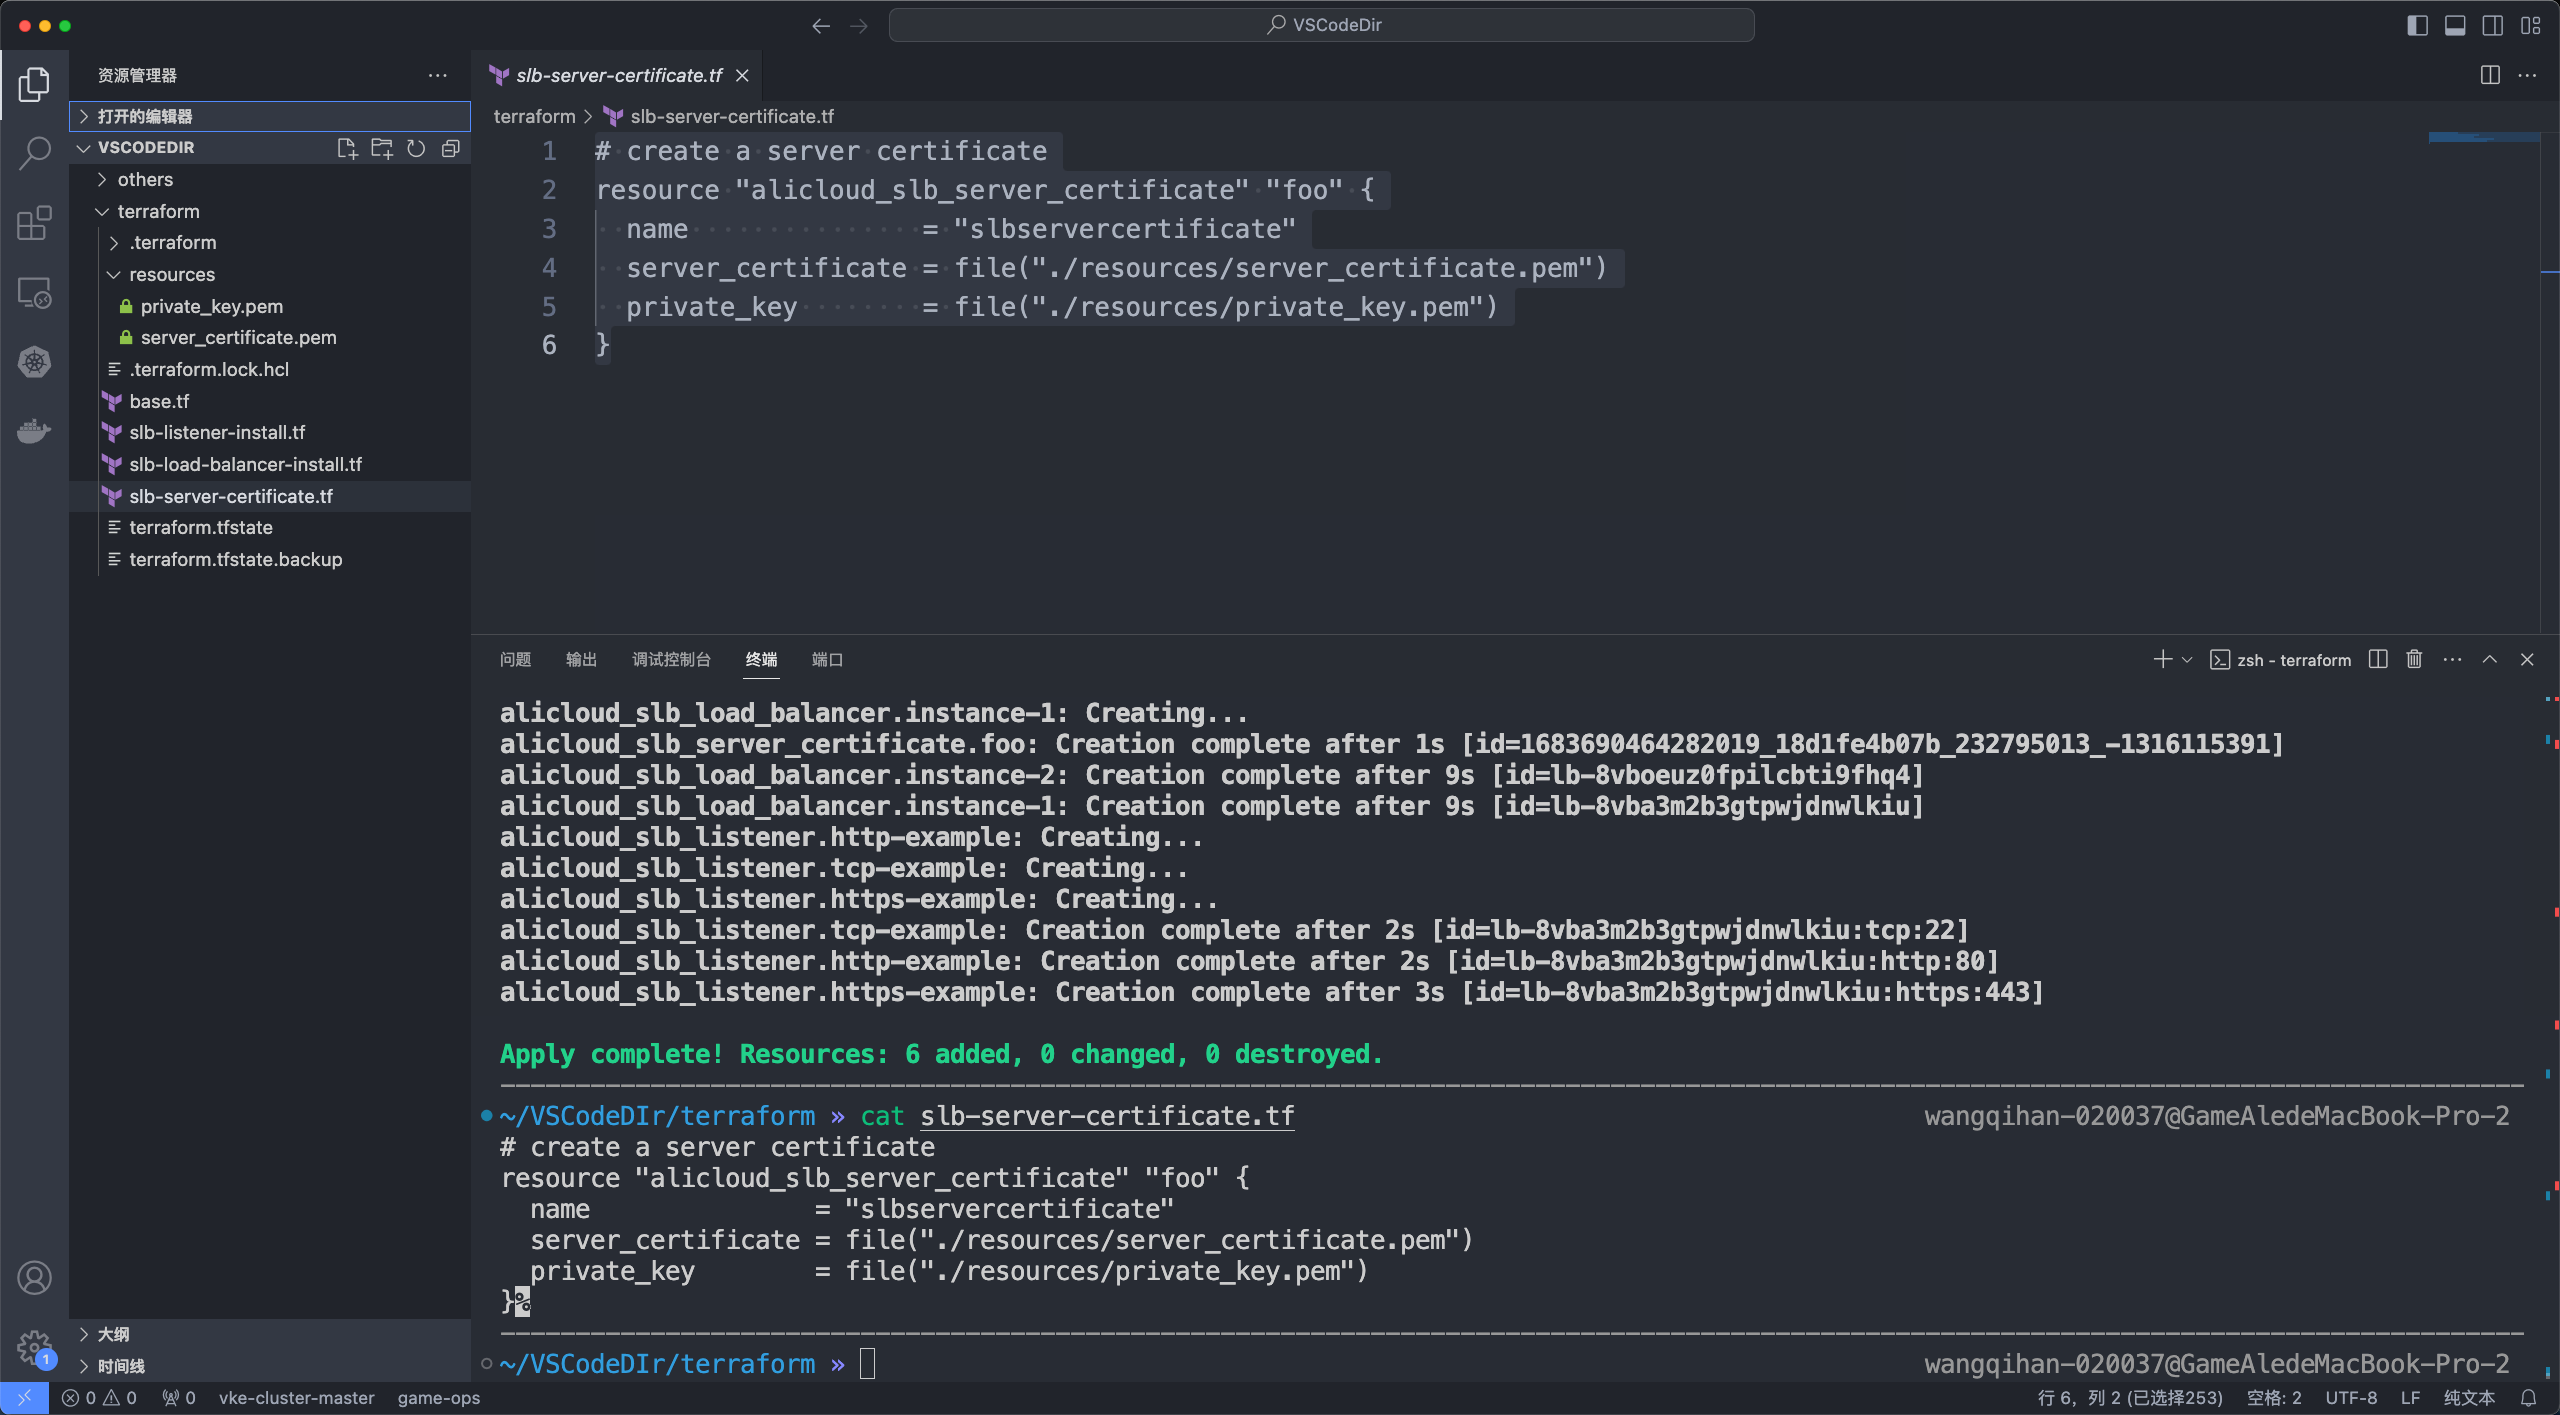 VSCodeDir
资源管理器
打开的编辑器
VSCODEDIR
others
terraform
.terraform
resources
private_key.pem
server_certificate.pem
.terraform.lock.hcl
base.tf
slb-listener-install.tf
slb-load-balancer-install.tf
slb-server-certificate.tf
terraform.tfstate
terraform.tfstate.backup
大纲
时间线
slb-server-certificate.tf
terraform > slb-server-certificate.tf
1 # create a server certificate
2 resource "alicloud_slb_server_certificate" "foo" {
3   name               = "slbservercertificate"
4   server_certificate = file("./resources/server_certificate.pem")
5   private_key        = file("./resources/private_key.pem")
6 }
问题 输出 调试控制台 终端 端口
zsh - terraform
alicloud_slb_load_balancer.instance-1: Creating...
alicloud_slb_server_certificate.foo: Creation complete after 1s [id=1683690464282019_18d1fe4b07b_232795013_-1316115391]
alicloud_slb_load_balancer.instance-2: Creation complete after 9s [id=lb-8vboeuz0fpilcbti9fhq4]
alicloud_slb_load_balancer.instance-1: Creation complete after 9s [id=lb-8vba3m2b3gtpwjdnwlkiu]
alicloud_slb_listener.http-example: Creating...
alicloud_slb_listener.tcp-example: Creating...
alicloud_slb_listener.https-example: Creating...
alicloud_slb_listener.tcp-example: Creation complete after 2s [id=lb-8vba3m2b3gtpwjdnwlkiu:tcp:22]
alicloud_slb_listener.http-example: Creation complete after 2s [id=lb-8vba3m2b3gtpwjdnwlkiu:http:80]
alicloud_slb_listener.https-example: Creation complete after 3s [id=lb-8vba3m2b3gtpwjdnwlkiu:https:443]
Apply complete! Resources: 6 added, 0 changed, 0 destroyed.
~/VSCodeDIr/terraform » cat slb-server-certificate.tf wangqihan-020037@GameAledeMacBook-Pro-2
# create a server certificate
resource "alicloud_slb_server_certificate" "foo" {
  name               = "slbservercertificate"
  server_certificate = file("./resources/server_certificate.pem")
  private_key        = file("./resources/private_key.pem")
}%
~/VSCodeDIr/terraform » wangqihan-020037@GameAledeMacBook-Pro-2
1
0 0 0 vke-cluster-master game-ops 行 6，列 2 (已选择253) 空格: 2 UTF-8 LF 纯文本